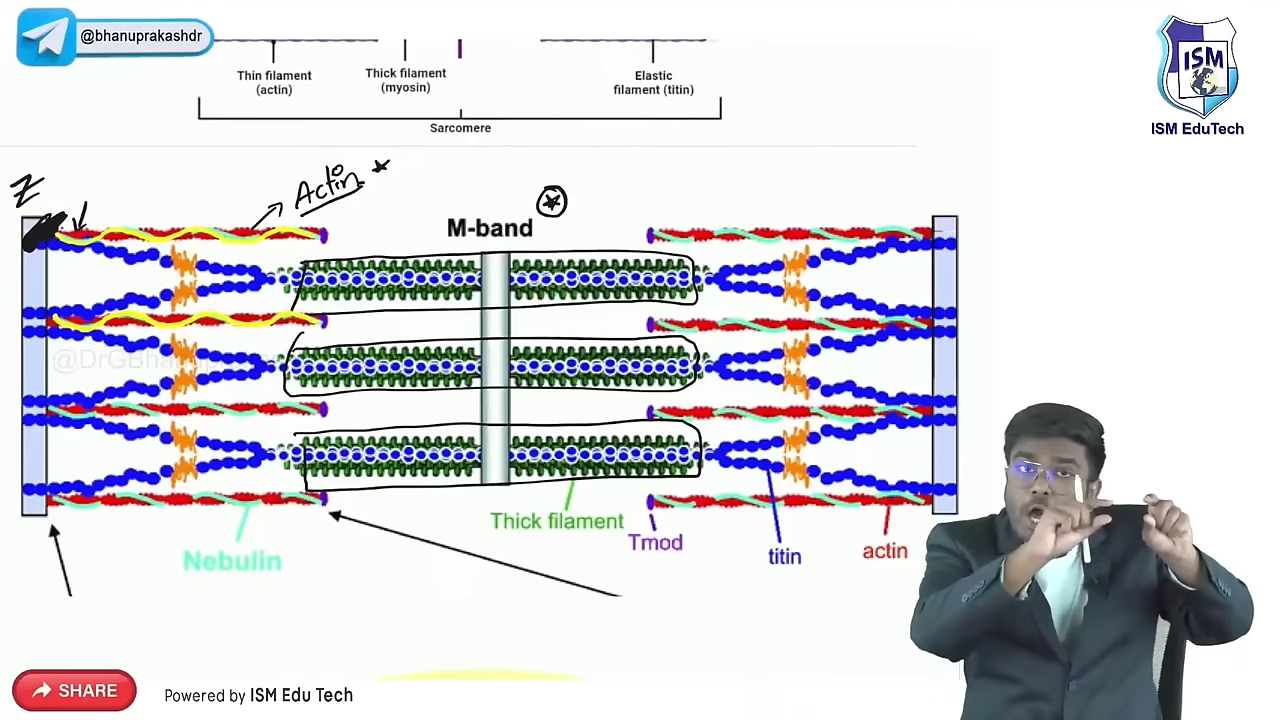 @bhanuprakashdr
ISM
ISM EduTech
Thin filament
(actin)
Thick filament
(myosin)
Elastic
filament (titin)
Sarcomere
Z
Actin
M-band
Thick filament
Tmod
titin
actin
Nebulin
SHARE
Powered by ISM Edu Tech